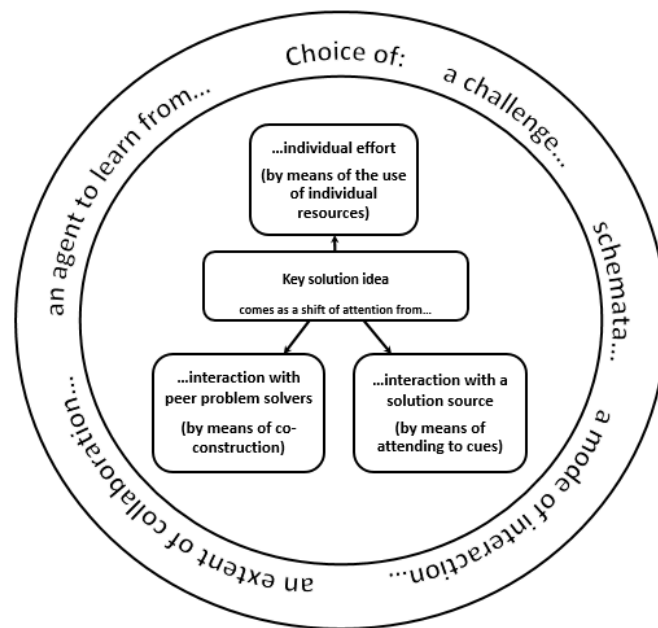 Choice of:
a challenge...
schemata...
a mode of interaction...
an extent of collaboration...
an agent to learn from...
...individual effort
(by means of the use
of individual
resources)
Key solution idea
comes as a shift of attention from...
...interaction with
peer problem solvers
(by means of co-
construction)
...interaction with a
solution source
(by means of
attending to cues)